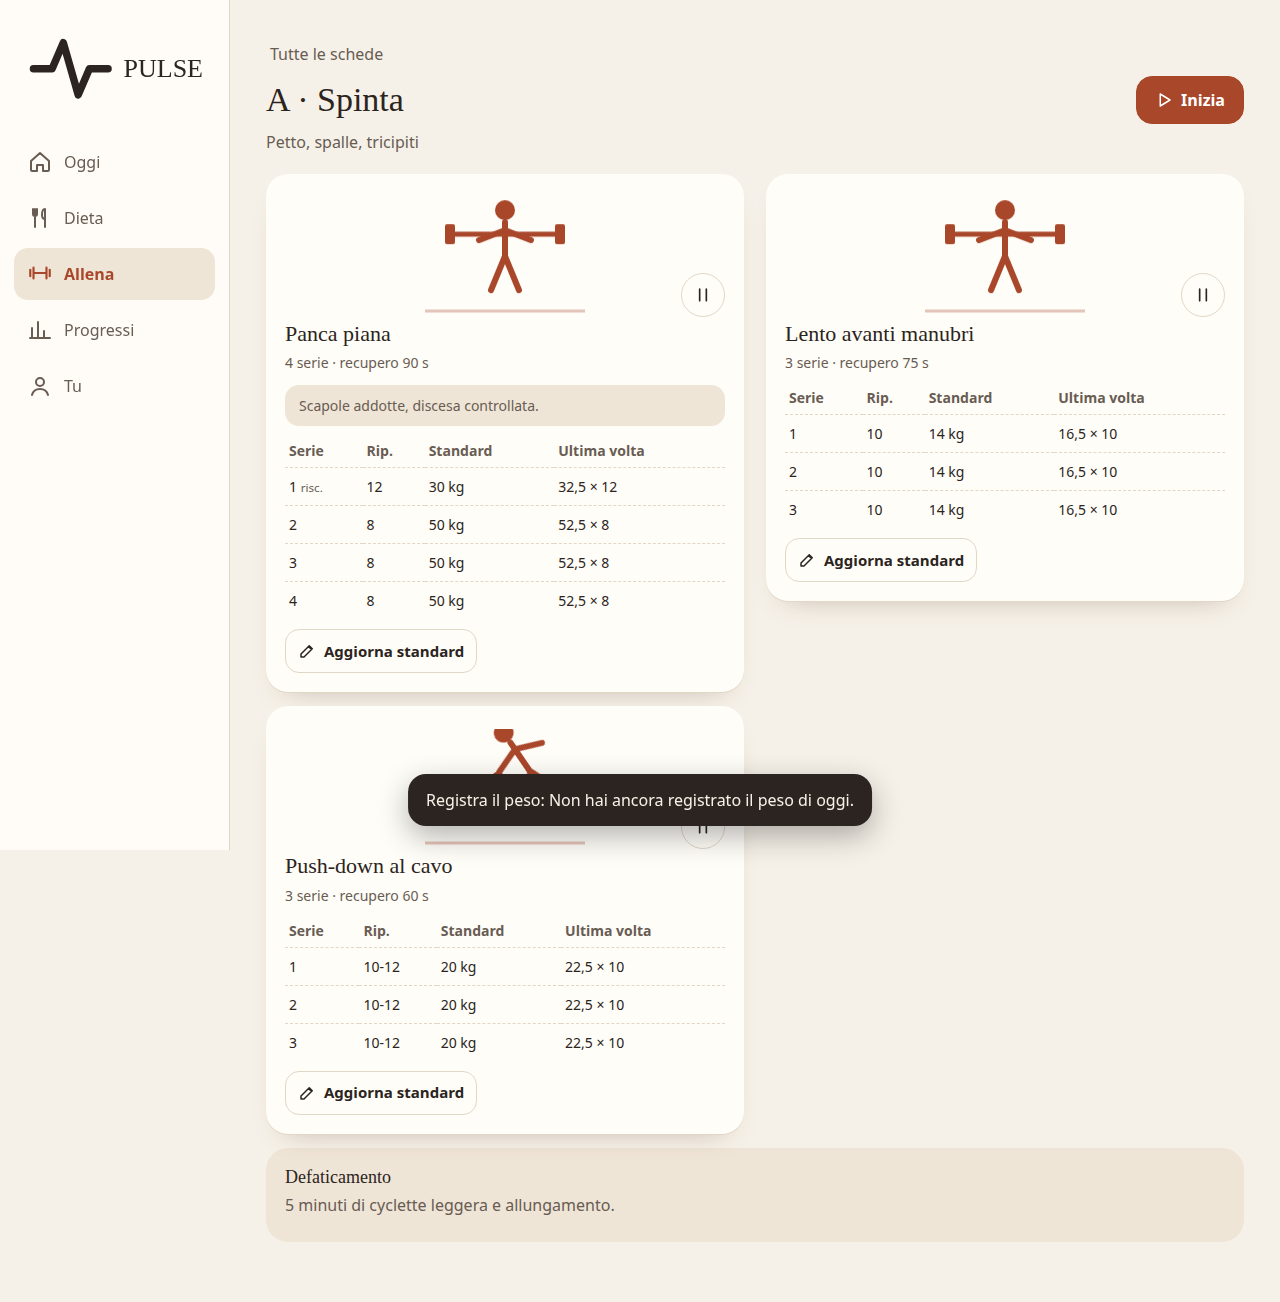 PULSE
Oggi
Dieta
Allena
Progressi
Tu
Tutte le schede
A · Spinta
Inizia
Petto, spalle, tricipiti
Panca piana
4 serie · recupero 90 s
Scapole addotte, discesa controllata.
Serie Rip. Standard Ultima volta
1 risc. 12 30 kg 32,5 × 12
2 8 50 kg 52,5 × 8
3 8 50 kg 52,5 × 8
4 8 50 kg 52,5 × 8
Aggiorna standard
Lento avanti manubri
3 serie · recupero 75 s
Serie Rip. Standard Ultima volta
1 10 14 kg 16,5 × 10
2 10 14 kg 16,5 × 10
3 10 14 kg 16,5 × 10
Aggiorna standard
Registra il peso: Non hai ancora registrato il peso di oggi.
Push-down al cavo
3 serie · recupero 60 s
Serie Rip. Standard Ultima volta
1 10-12 20 kg 22,5 × 10
2 10-12 20 kg 22,5 × 10
3 10-12 20 kg 22,5 × 10
Aggiorna standard
Defaticamento
5 minuti di cyclette leggera e allungamento.